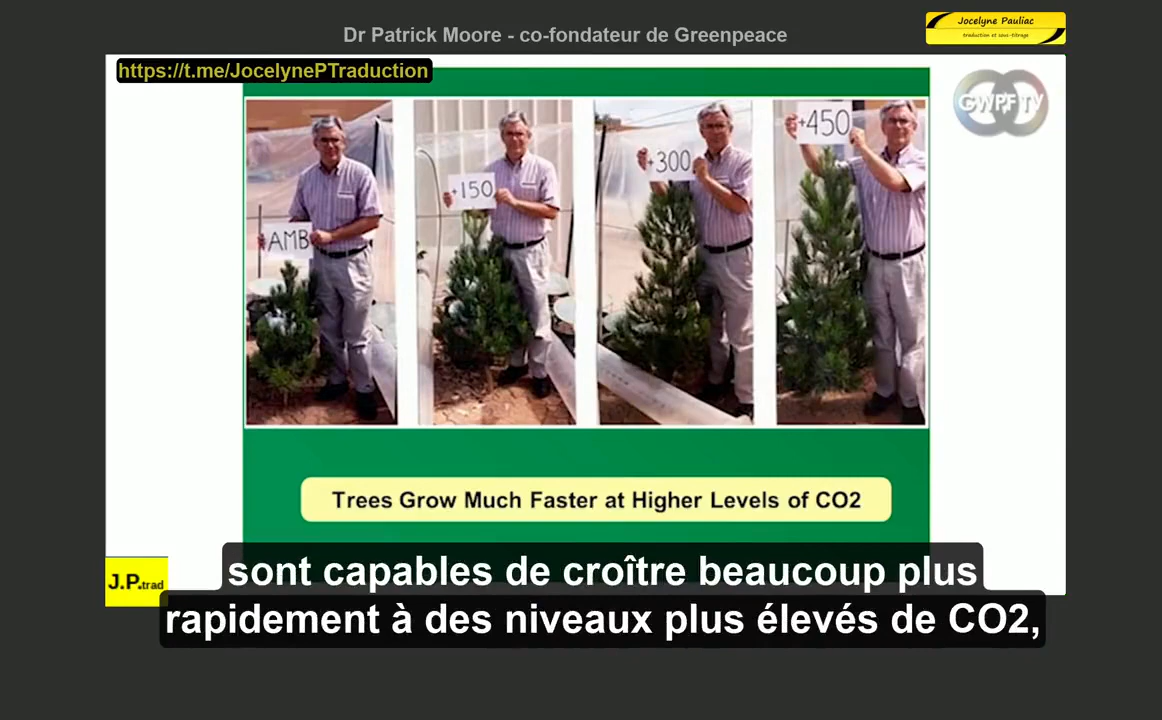 Dr Patrick Moore - co-fondateur de Greenpeace
Jocelyne Pauliac
traduction et sous-titrage
https://t.me/JocelynePTraduction
GWPF TV
AMB
+150
+300
+450
Trees Grow Much Faster at Higher Levels of CO2
J.P.trad
sont capables de croître beaucoup plus
rapidement à des niveaux plus élevés de CO2,